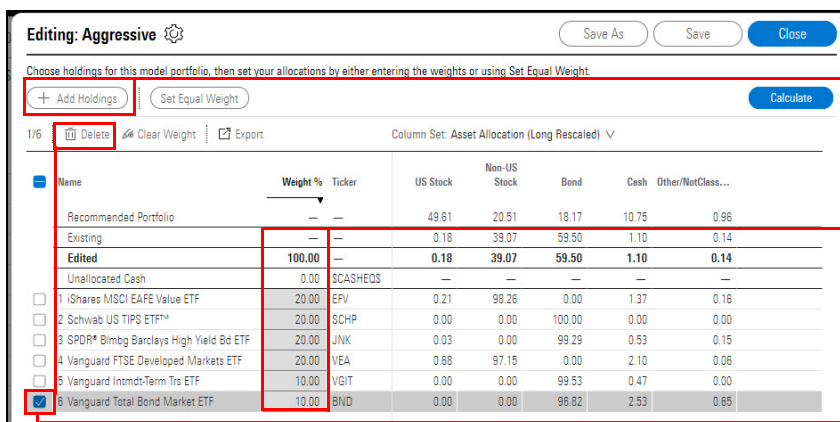 Editing: Aggressive Save As Save Close
Choose holdings for this model portfolio, then set your allocations by either entering the weights or using Set Equal Weight.
+ Add Holdings Set Equal Weight Calculate
1/6 Delete Clear Weight Export Column Set: Asset Allocation (Long Rescaled)
Name Weight % Ticker US Stock Non-US Stock Bond Cash Other/NotClass...
Recommended Portfolio — — 49.61 20.51 18.17 10.75 0.96
Existing — — 0.18 39.07 59.50 1.10 0.14
Edited 100.00 — 0.18 39.07 59.50 1.10 0.14
Unallocated Cash 0.00 $CASHEQ$ — — — — —
1 iShares MSCI EAFE Value ETF 20.00 EFV 0.21 98.26 0.00 1.37 0.16
2 Schwab US TIPS ETF™ 20.00 SCHP 0.00 0.00 100.00 0.00 0.00
3 SPDR® Blmbg Barclays High Yield Bd ETF 20.00 JNK 0.03 0.00 99.29 0.53 0.15
4 Vanguard FTSE Developed Markets ETF 20.00 VEA 0.68 97.15 0.00 2.10 0.06
5 Vanguard Intmdt-Term Trs ETF 10.00 VGIT 0.00 0.00 99.53 0.47 0.00
6 Vanguard Total Bond Market ETF 10.00 BND 0.00 0.00 96.62 2.53 0.85